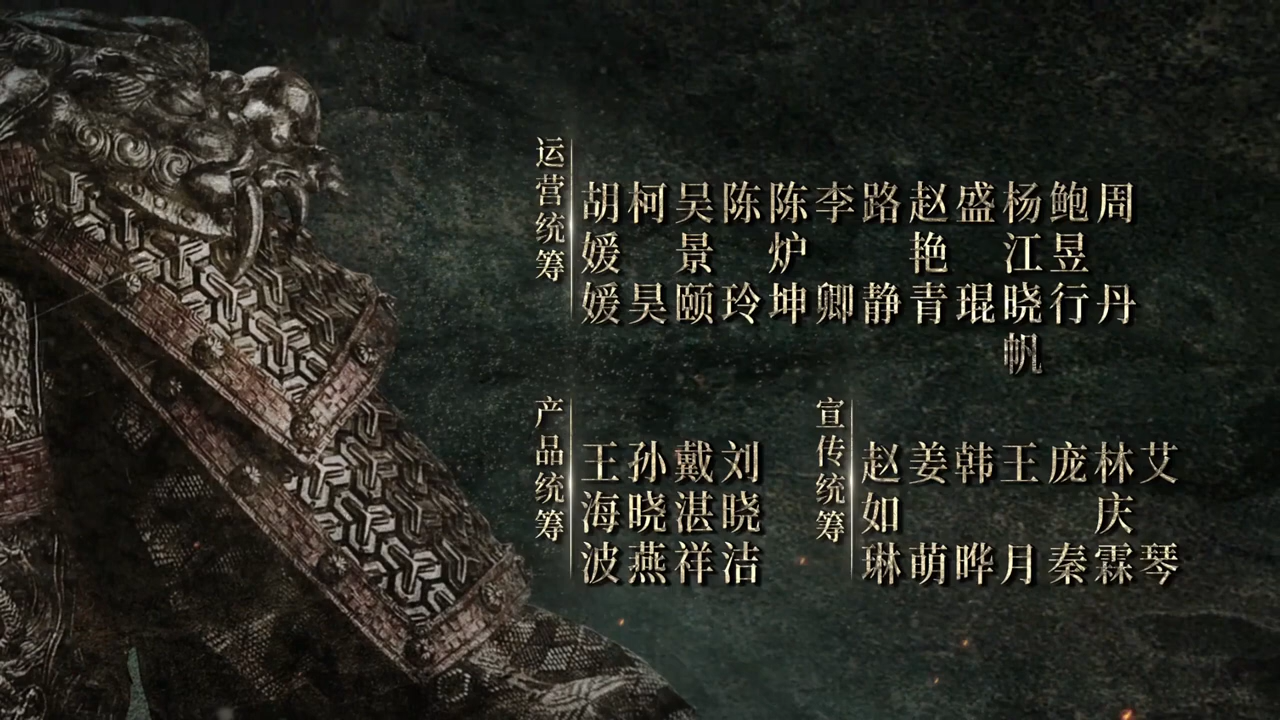 运营统筹
胡媛媛
柯昊
吴景颐
陈玲
陈炉坤
李卿
路静
赵艳青
盛琨
杨江晓帆
鲍昱行
周丹
产品统筹
王海波
孙晓燕
戴湛祥
刘晓洁
宣传统筹
赵如琳
姜萌
韩晔
王月
庞秦
林庆霖
艾琴